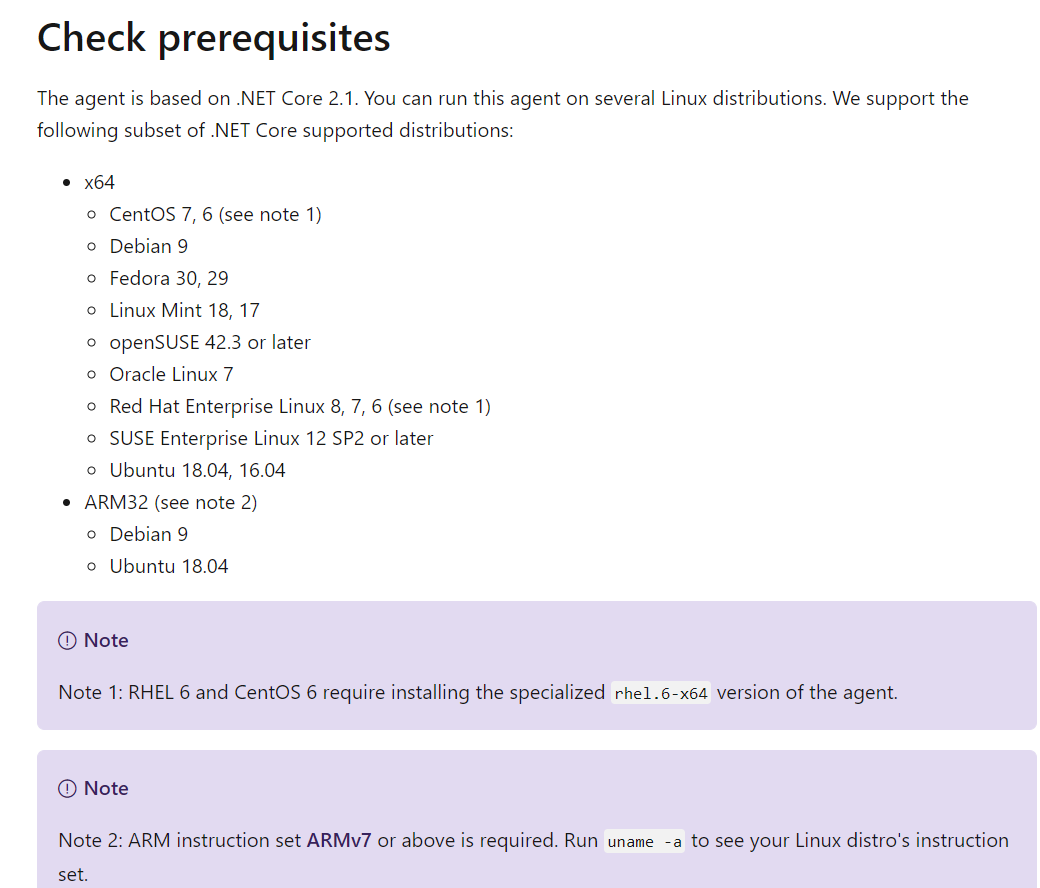 Check prerequisites
The agent is based on .NET Core 2.1. You can run this agent on several Linux distributions. We support the
following subset of .NET Core supported distributions:
x64
CentOS 7, 6 (see note 1)
Debian 9
Fedora 30, 29
Linux Mint 18, 17
openSUSE 42.3 or later
Oracle Linux 7
Red Hat Enterprise Linux 8, 7, 6 (see note 1)
SUSE Enterprise Linux 12 SP2 or later
Ubuntu 18.04, 16.04
ARM32 (see note 2)
Debian 9
Ubuntu 18.04
Note
Note 1: RHEL 6 and CentOS 6 require installing the specialized rhel.6-x64 version of the agent.
Note
Note 2: ARM instruction set ARMv7 or above is required. Run uname -a to see your Linux distro's instruction
set.